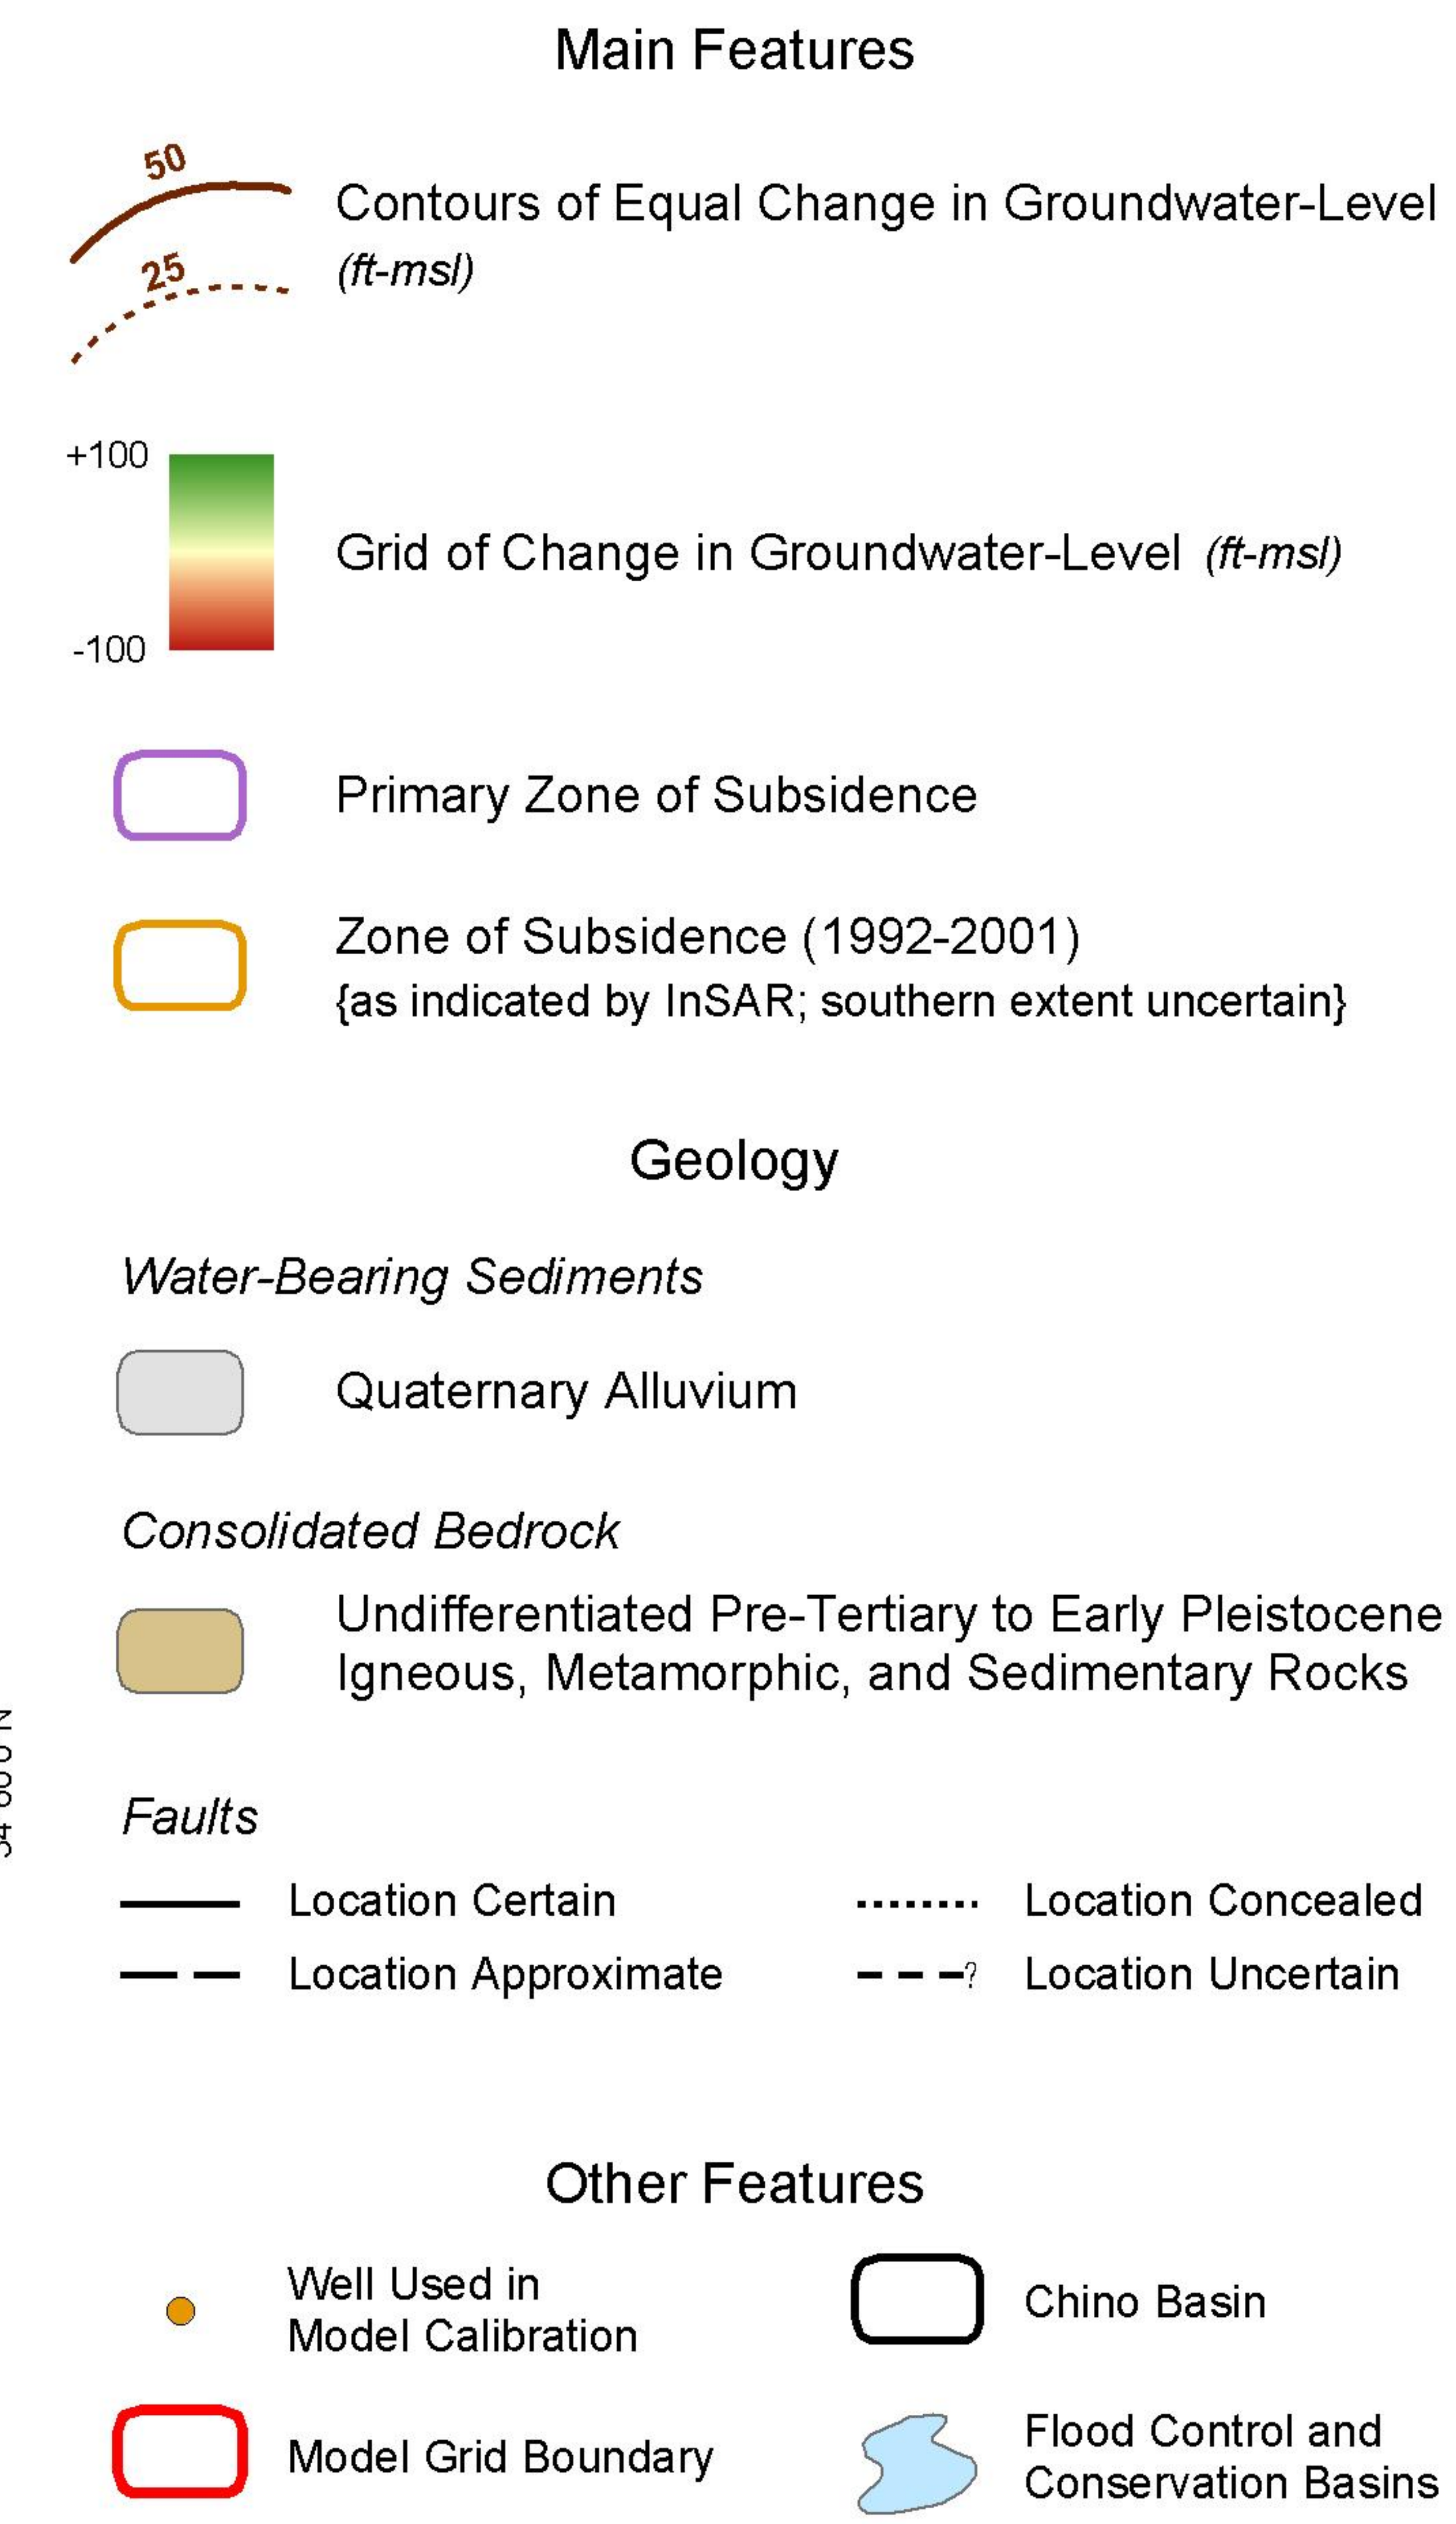 Main Features
50
Contours of Equal Change in Groundwater-Level
25
(ft-msl)
+100
Grid of Change in Groundwater-Level (ft-msl)
-100
Primary Zone of Subsidence
Zone of Subsidence (1992-2001)
{as indicated by InSAR; southern extent uncertain}
Geology
Water-Bearing Sediments
Quaternary Alluvium
Consolidated Bedrock
Undifferentiated Pre-Tertiary to Early Pleistocene
Igneous, Metamorphic, and Sedimentary Rocks
Faults
Location Certain
Location Concealed
Location Approximate
?
Location Uncertain
Other Features
Well Used in
Model Calibration
Chino Basin
Model Grid Boundary
Flood Control and
Conservation Basins